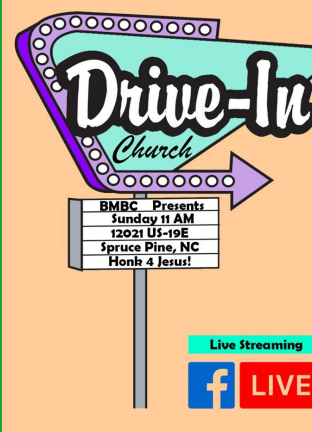 Drive-In
Church
BMBC Presents
Sunday 11 AM
12021 US-19E
Spruce Pine, NC
Honk 4 Jesus!
Live Streaming
f LIVE